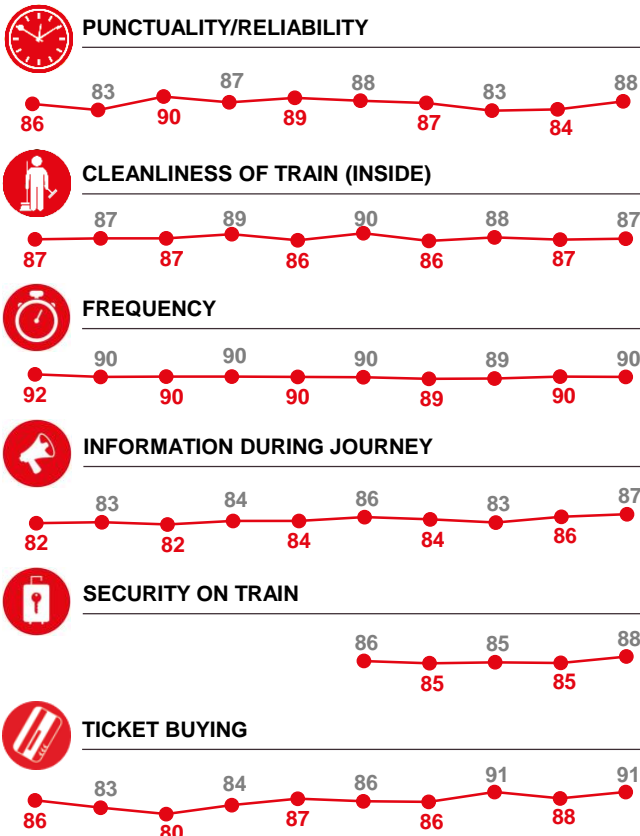 PUNCTUALITY/RELIABILITY
83 87 88 83 88
86 90 89 87 84
CLEANLINESS OF TRAIN (INSIDE)
87 89 90 88 87
87 87 86 86 87
FREQUENCY
90 90 90 89 90
92 90 90 89 90
INFORMATION DURING JOURNEY
83 84 86 83 87
82 82 84 84 86
SECURITY ON TRAIN
86 85 88
85 85
TICKET BUYING
83 84 86 91 91
86 80 87 86 88